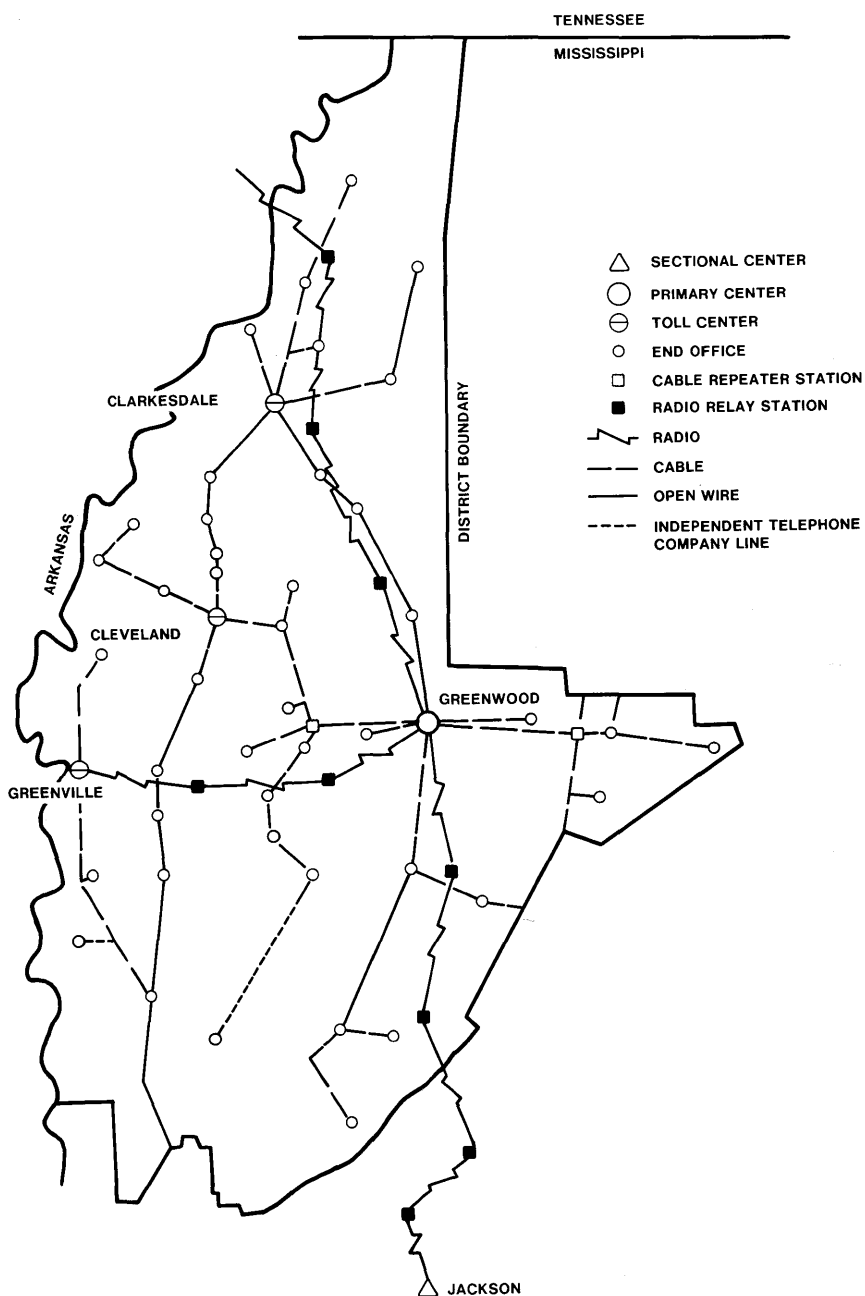 TENNESSEE
MISSISSIPPI
SECTIONAL CENTER
PRIMARY CENTER
TOLL CENTER
END OFFICE
CABLE REPEATER STATION
RADIO RELAY STATION
RADIO
CABLE
OPEN WIRE
INDEPENDENT TELEPHONE
COMPANY LINE
CLARKESDALE
DISTRICT BOUNDARY
ARKANSAS
CLEVELAND
GREENWOOD
GREENVILLE
JACKSON